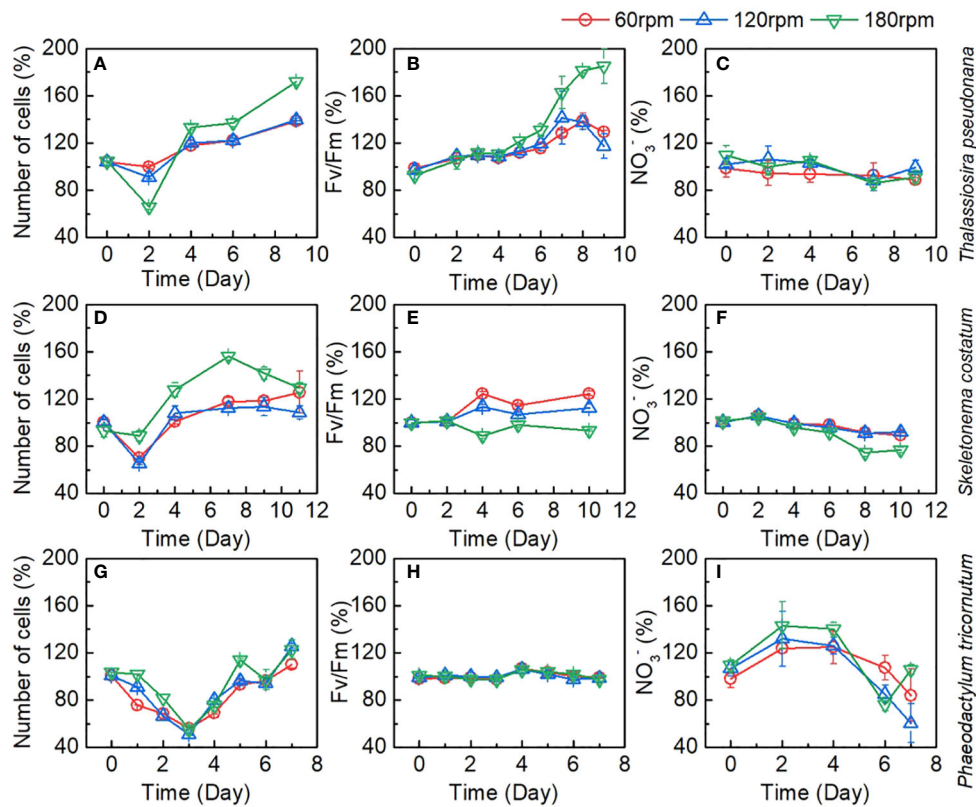 60rpm 120rpm 180rpm
A
B
C
Number of cells (%)
200
160
120
80
40
0 2 4 6 8 10
Time (Day)
Fv/Fm (%)
200
160
120
80
40
0 2 4 6 8 10
Time (Day)
NO3- (%)
200
160
120
80
40
0 2 4 6 8 10
Time (Day)
Thalassiosira pseudonana
D
E
F
Number of cells (%)
200
160
120
80
40
0 2 4 6 8 10 12
Time (Day)
Fv/Fm (%)
200
160
120
80
40
0 2 4 6 8 10 12
Time (Day)
NO3- (%)
200
160
120
80
40
0 2 4 6 8 10 12
Time (Day)
Skeletonema costatum
G
H
I
Number of cells (%)
200
160
120
80
40
0 2 4 6 8
Time (Day)
Fv/Fm (%)
200
160
120
80
40
0 2 4 6 8
Time (Day)
NO3- (%)
200
160
120
80
40
0 2 4 6 8
Time (Day)
Phaedactylum tricornutum